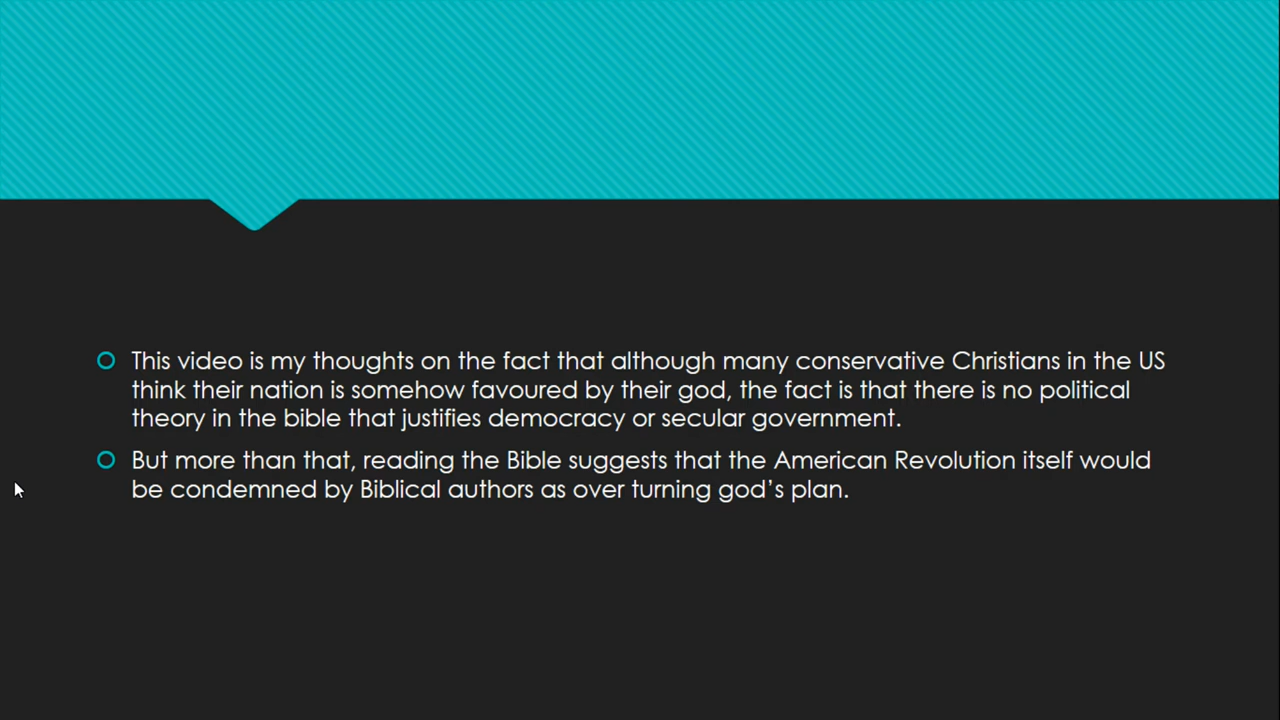 This video is my thoughts on the fact that although many conservative Christians in the US
think their nation is somehow favoured by their god, the fact is that there is no political
theory in the bible that justifies democracy or secular government.
But more than that, reading the Bible suggests that the American Revolution itself would
be condemned by Biblical authors as over turning god’s plan.